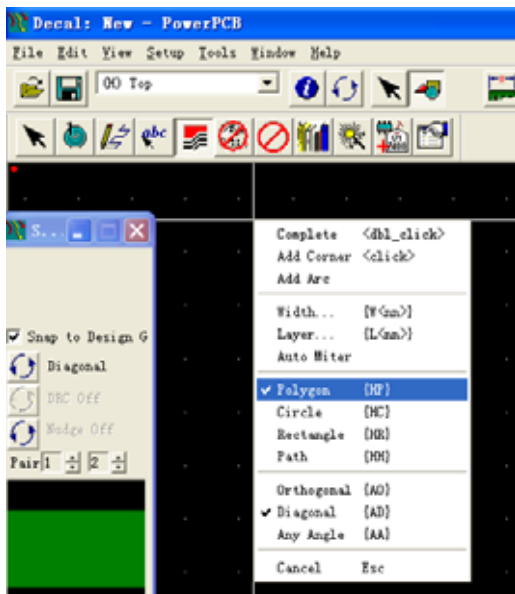 Decal: New - PowerPCB
File Edit View Setup Tools Window Help
(H) Top
abc
S...
Complete <dbl_click>
Add Corner <click>
Add Arc
Width... {W<nn>}
Layer... {L<nn>}
Auto Miter
Polygon {HP}
Circle {HC}
Rectangle {HR}
Path {HH}
Orthogonal {AO}
Diagonal {AD}
Any Angle {AA}
Cancel Esc
Snap to Design G
Diagonal
DRC Off
Nudge Off
Pair 1 2